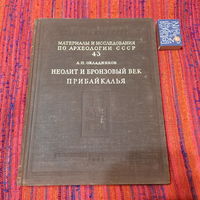 МАТЕРИАЛЫ И ИССЛЕДОВАНИЯ
ПО АРХЕОЛОГИИ СССР
43
А.П. ОКЛАДНИКОВ
НЕОЛИТ И БРОНЗОВЫЙ ВЕК
ПРИБАЙКАЛЬЯ